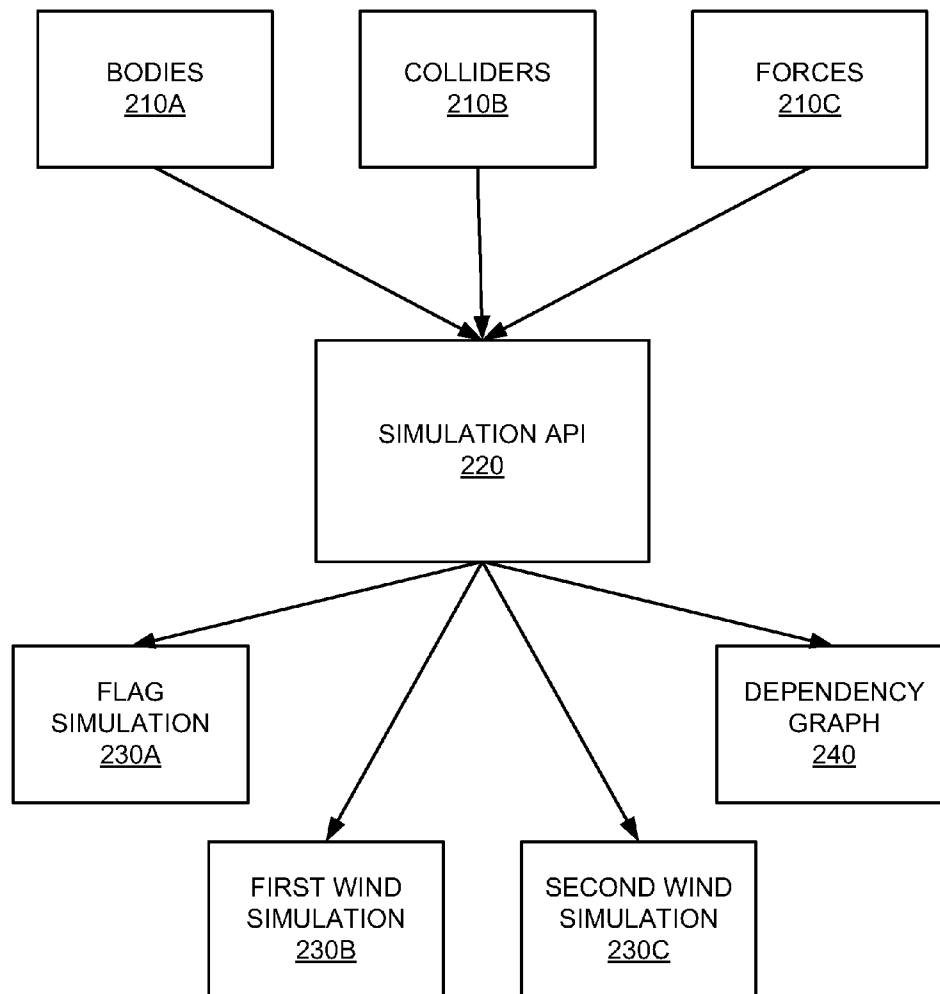 BODIES
210A
COLLIDERS
210B
FORCES
210C
SIMULATION API
220
FLAG
SIMULATION
230A
DEPENDENCY
GRAPH
240
FIRST WIND
SIMULATION
230B
SECOND WIND
SIMULATION
230C